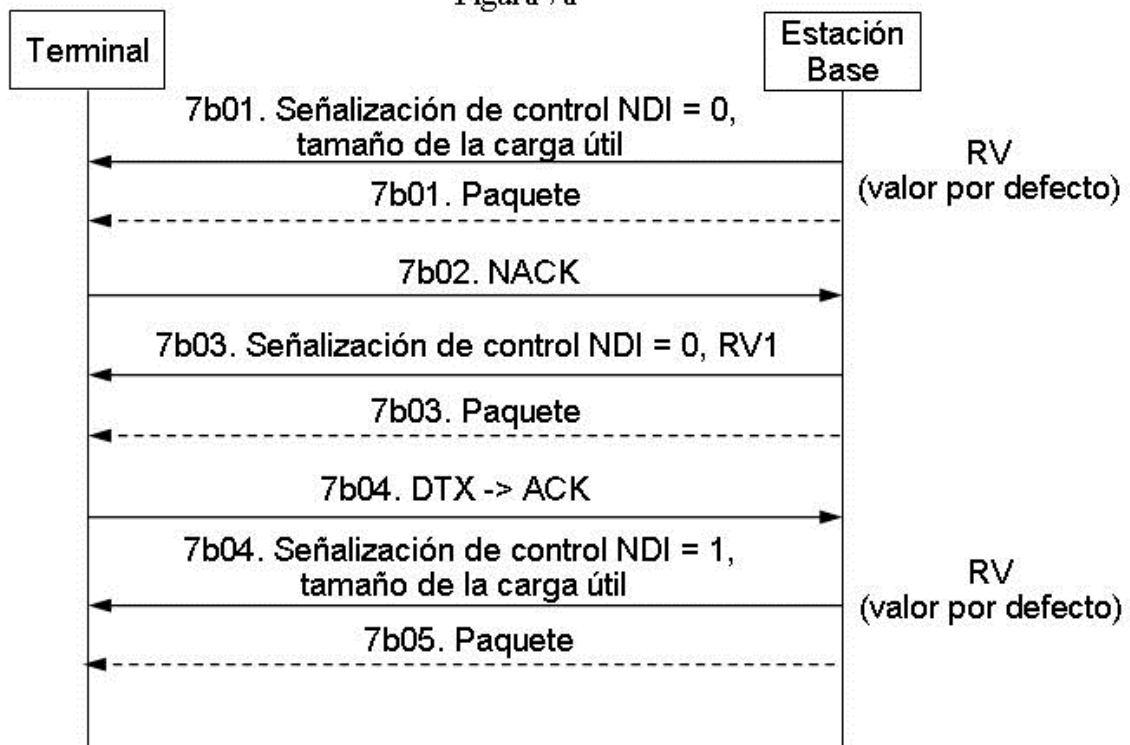 Terminal
Estación
Base
7b01. Señalización de control NDI = 0,
tamaño de la carga útil
RV
(valor por defecto)
7b01. Paquete
7b02. NACK
7b03. Señalización de control NDI = 0, RV1
7b03. Paquete
7b04. DTX -> ACK
7b04. Señalización de control NDI = 1,
tamaño de la carga útil
RV
(valor por defecto)
7b05. Paquete